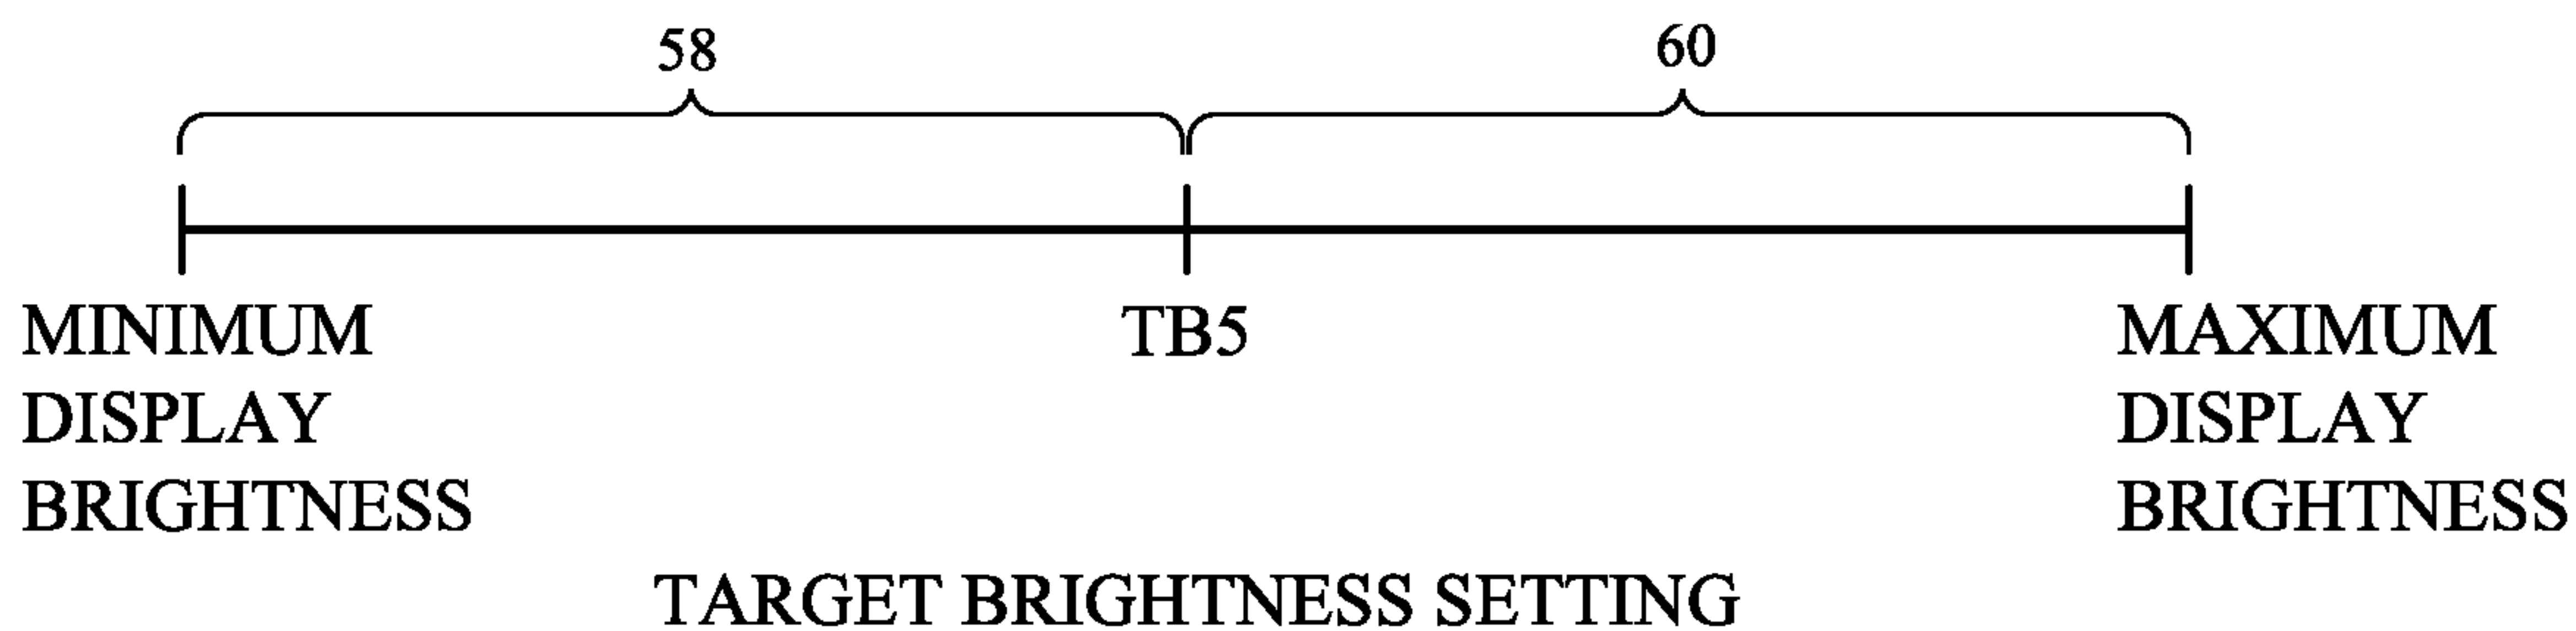 58 60
MINIMUM DISPLAY BRIGHTNESS
TB5
MAXIMUM DISPLAY BRIGHTNESS
TARGET BRIGHTNESS SETTING